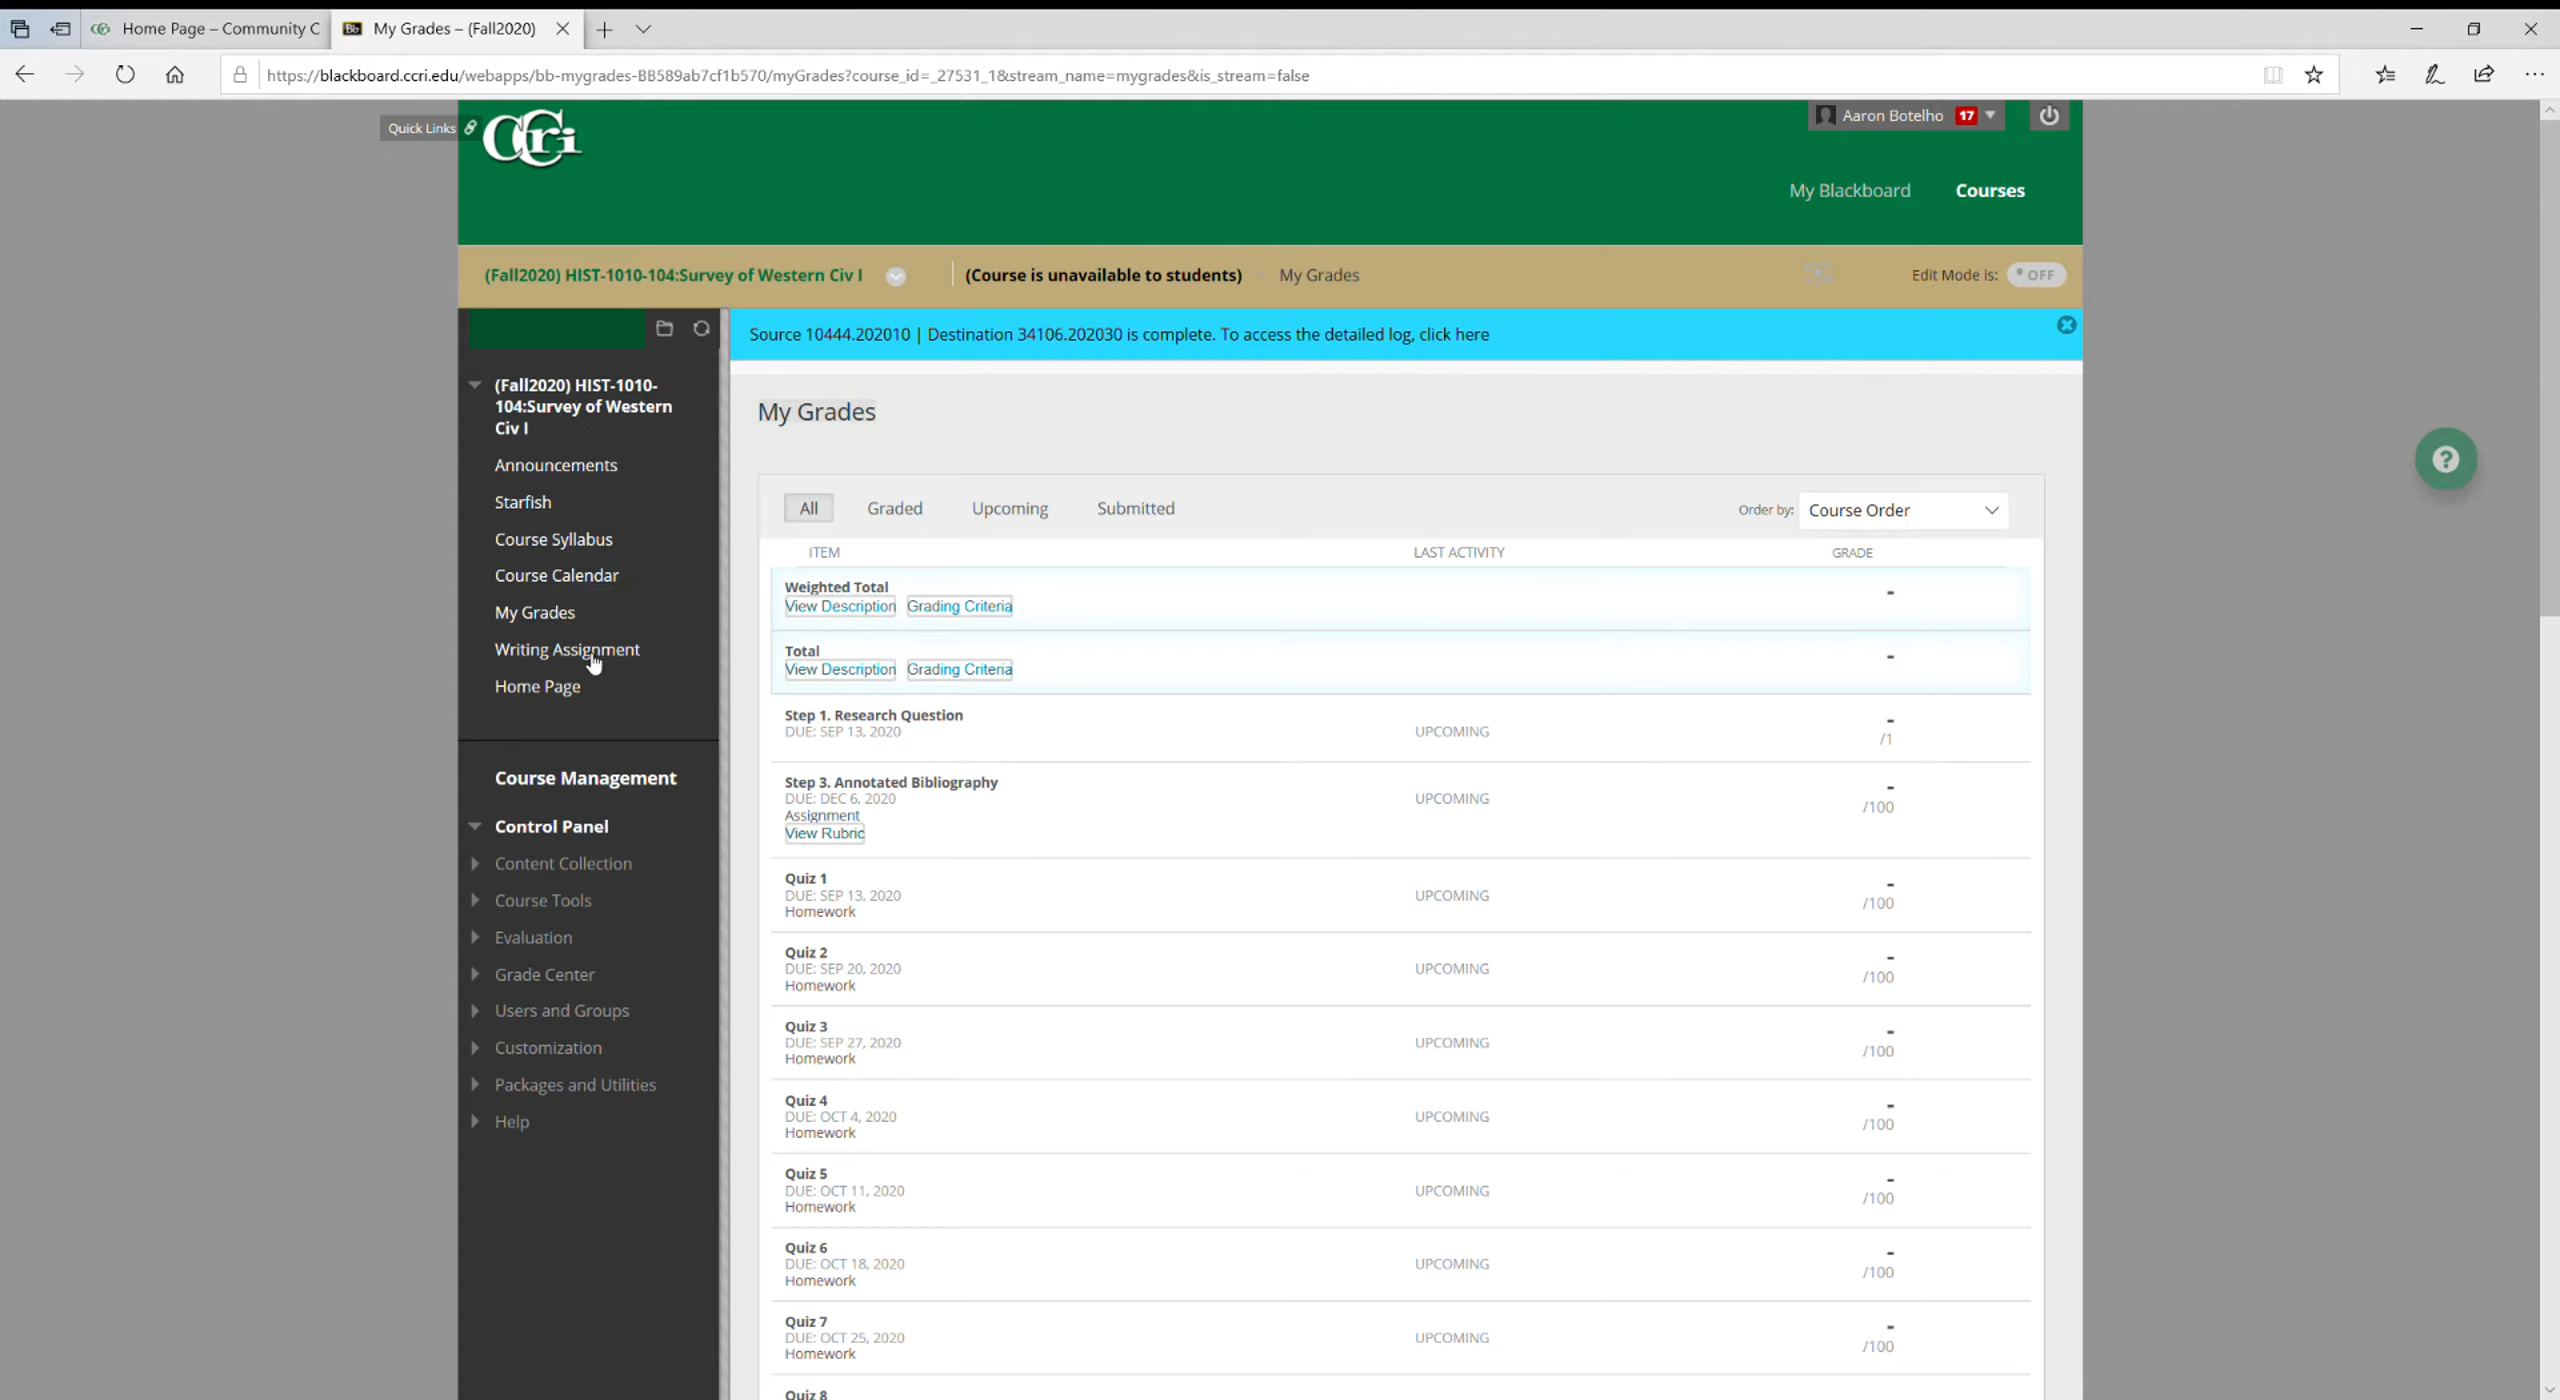 Home Page – Community C
My Grades – (Fall2020)
https://blackboard.ccri.edu/webapps/bb-mygrades-BB589ab7cf1b570/myGrades?course_id=_27531_1&stream_name=mygrades&is_stream=false
Quick Links
CCri
Aaron Botelho 17
My Blackboard Courses
(Fall2020) HIST-1010-104:Survey of Western Civ I (Course is unavailable to students) My Grades Edit Mode is: OFF
Source 10444.202010 | Destination 34106.202030 is complete. To access the detailed log, click here
(Fall2020) HIST-1010-
104:Survey of Western
Civ I
Announcements
Starfish
Course Syllabus
Course Calendar
My Grades
Writing Assignment
Home Page
Course Management
Control Panel
Content Collection
Course Tools
Evaluation
Grade Center
Users and Groups
Customization
Packages and Utilities
Help
My Grades
All Graded Upcoming Submitted Order by: Course Order
ITEM LAST ACTIVITY GRADE
Weighted Total
View Description Grading Criteria -
Total
View Description Grading Criteria -
Step 1. Research Question -
DUE: SEP 13, 2020 UPCOMING /1
Step 3. Annotated Bibliography -
DUE: DEC 6, 2020 UPCOMING /100
Assignment
View Rubric
Quiz 1 -
DUE: SEP 13, 2020 UPCOMING /100
Homework
Quiz 2 -
DUE: SEP 20, 2020 UPCOMING /100
Homework
Quiz 3 -
DUE: SEP 27, 2020 UPCOMING /100
Homework
Quiz 4 -
DUE: OCT 4, 2020 UPCOMING /100
Homework
Quiz 5 -
DUE: OCT 11, 2020 UPCOMING /100
Homework
Quiz 6 -
DUE: OCT 18, 2020 UPCOMING /100
Homework
Quiz 7 -
DUE: OCT 25, 2020 UPCOMING /100
Homework
Quiz 8